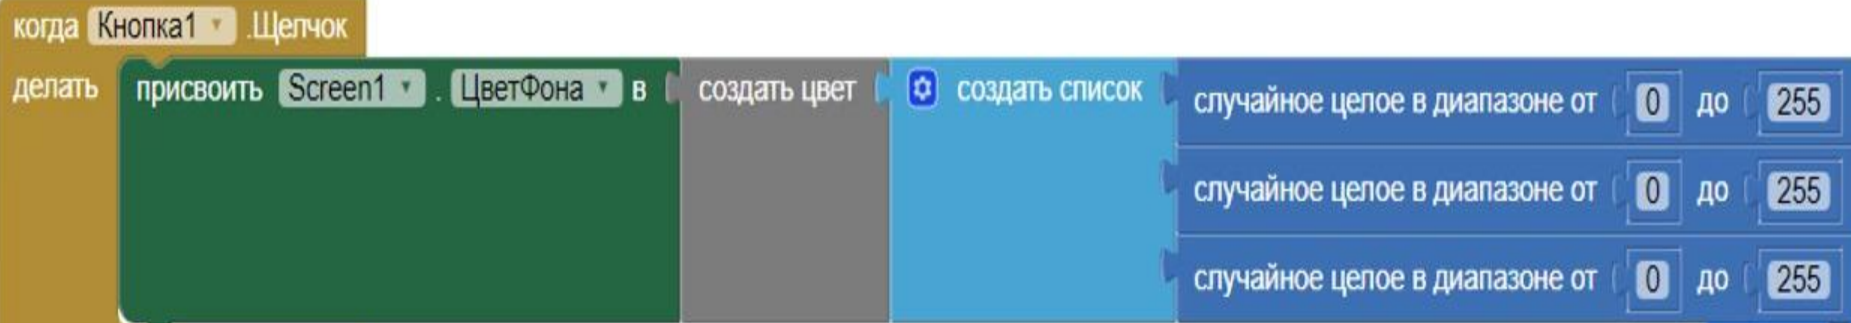 когда Кнопка1 .Щелчок
делать присвоить Screen1 . ЦветФона в создать цвет создать список случайное целое в диапазоне от 0 до 255
случайное целое в диапазоне от 0 до 255
случайное целое в диапазоне от 0 до 255